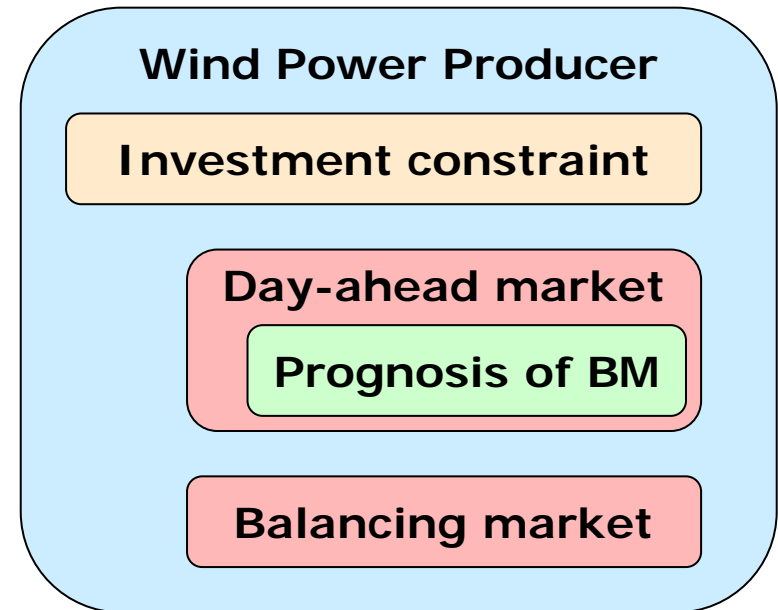 Wind Power Producer
Investment constraint
Day-ahead market
Prognosis of BM
Balancing market